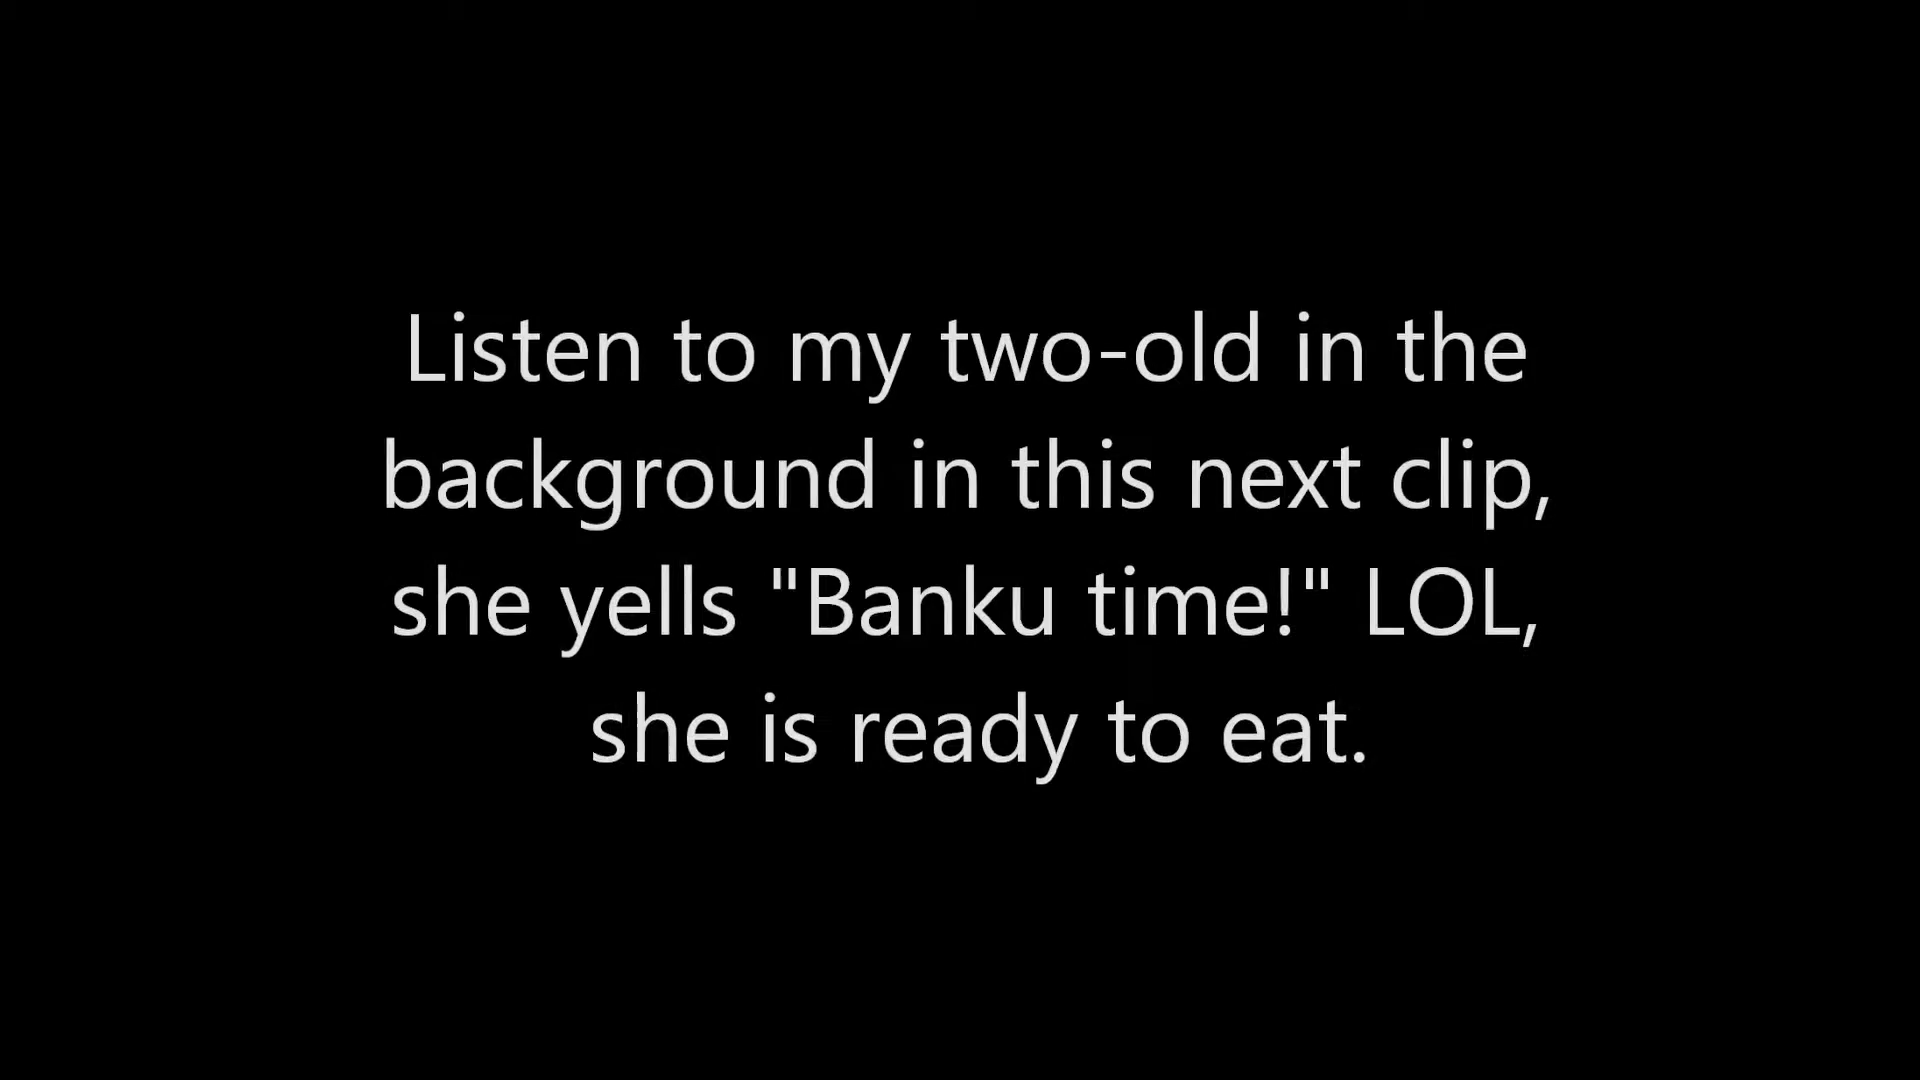 Listen to my two-old in the
background in this next clip,
she yells "Banku time!" LOL,
she is ready to eat.